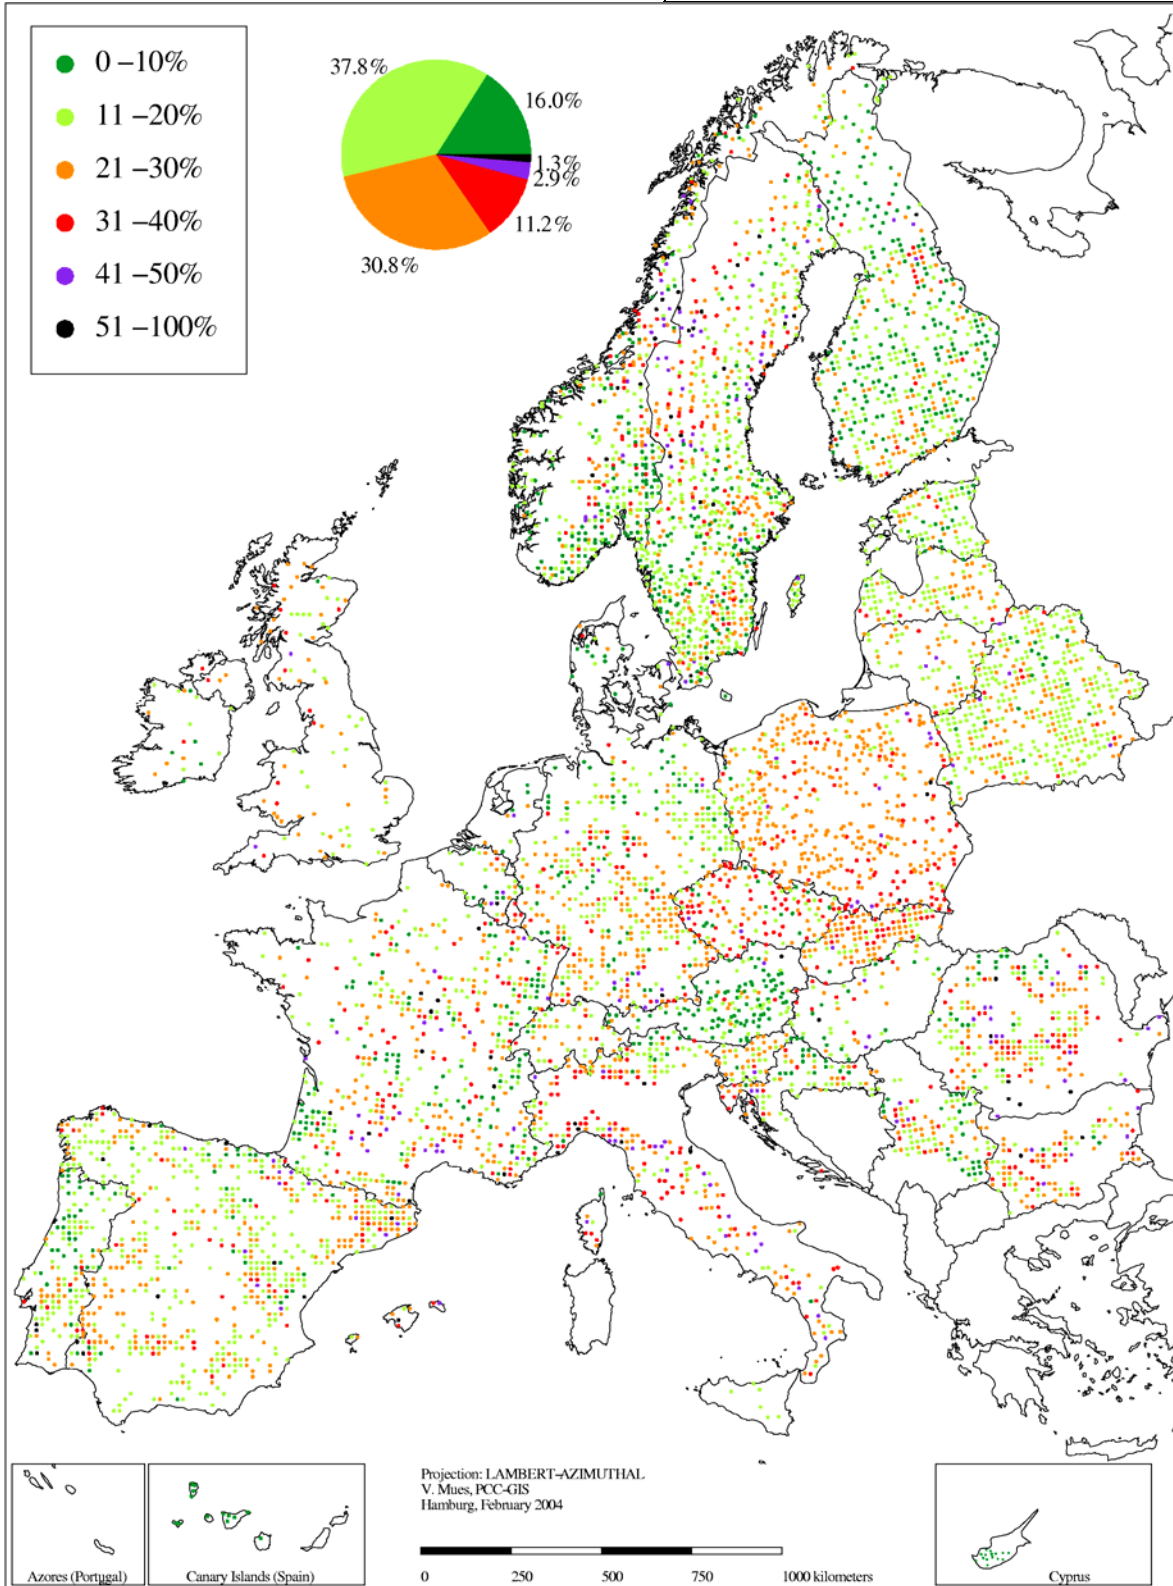 0 –10%
11 –20%
21 –30%
31 –40%
41 –50%
51 –100%
37.8%
16.0%
1.3%
2.9%
11.2%
30.8%
Projection: LAMBERT–AZIMUTHAL
V. Mues, PCC-GIS
Hamburg, February 2004
0 250 500 750 1000 kilometers
Azores (Portugal)
Canary Islands (Spain)
Cyprus